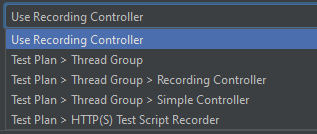 Use Recording Controller
Use Recording Controller
Test Plan > Thread Group
Test Plan > Thread Group > Recording Controller
Test Plan > Thread Group > Simple Controller
Test Plan > HTTP(S) Test Script Recorder